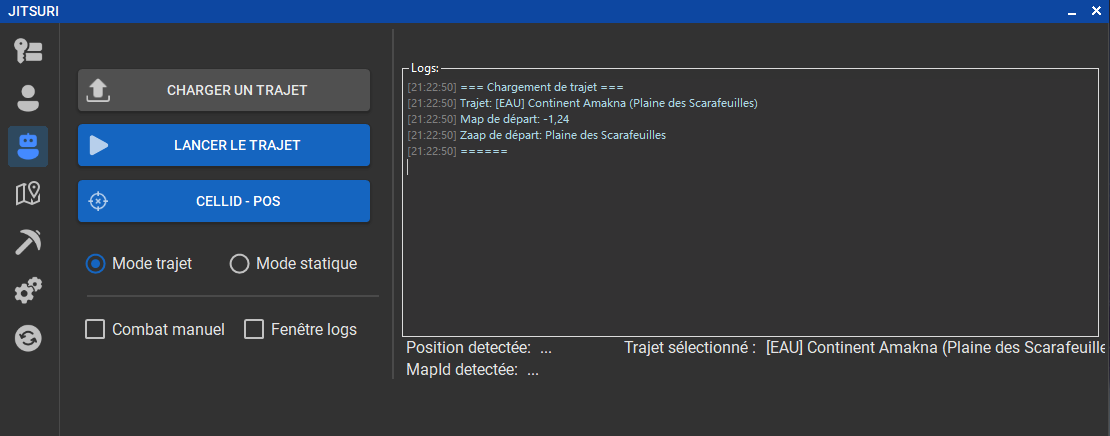 JITSURI
CHARGER UN TRAJET
LANCER LE TRAJET
CELLID - POS
Mode trajet
Mode statique
Combat manuel
Fenêtre logs
Logs:
[21:22:50] === Chargement de trajet ===
[21:22:50] Trajet: [EAU] Continent Amakna (Plaine des Scarafeuilles)
[21:22:50] Map de départ: -1,24
[21:22:50] Zaap de départ: Plaine des Scarafeuilles
[21:22:50] ======
Position detectée: ...
Trajet sélectionné : [EAU] Continent Amakna (Plaine des Scarafeuille
MapId detectée: ...